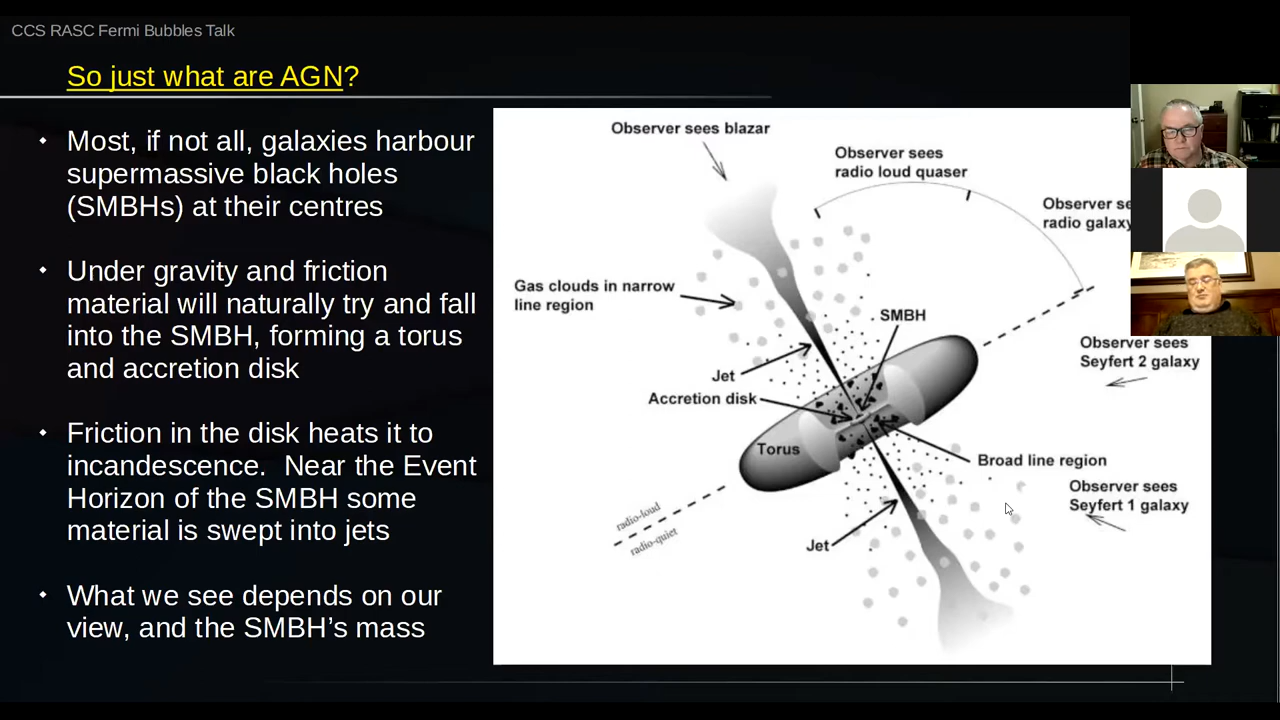 CCS RASC Fermi Bubbles Talk
So just what are AGN?
Most, if not all, galaxies harbour
supermassive black holes
(SMBHs) at their centres
Under gravity and friction
material will naturally try and fall
into the SMBH, forming a torus
and accretion disk
Friction in the disk heats it to
incandescence.  Near the Event
Horizon of the SMBH some
material is swept into jets
What we see depends on our
view, and the SMBH's mass
Observer sees blazar
Observer sees
radio loud quaser
Observer se
radio galaxy
Gas clouds in narrow
line region
SMBH
Observer sees
Seyfert 2 galaxy
Jet
Accretion disk
Torus
Broad line region
Observer sees
Seyfert 1 galaxy
radio-loud
radio-quiet
Jet